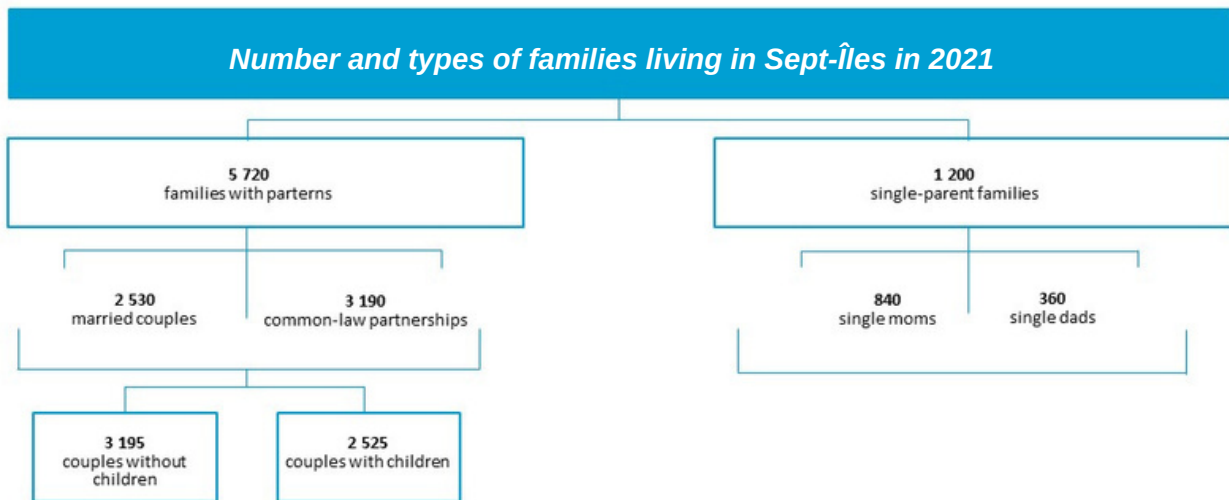 Number and types of families living in Sept-Îles in 2021
5 720
families with parterns
1 200
single-parent families
2 530
married couples
3 190
common-law partnerships
840
single moms
360
single dads
3 195
couples without
children
2 525
couples with children